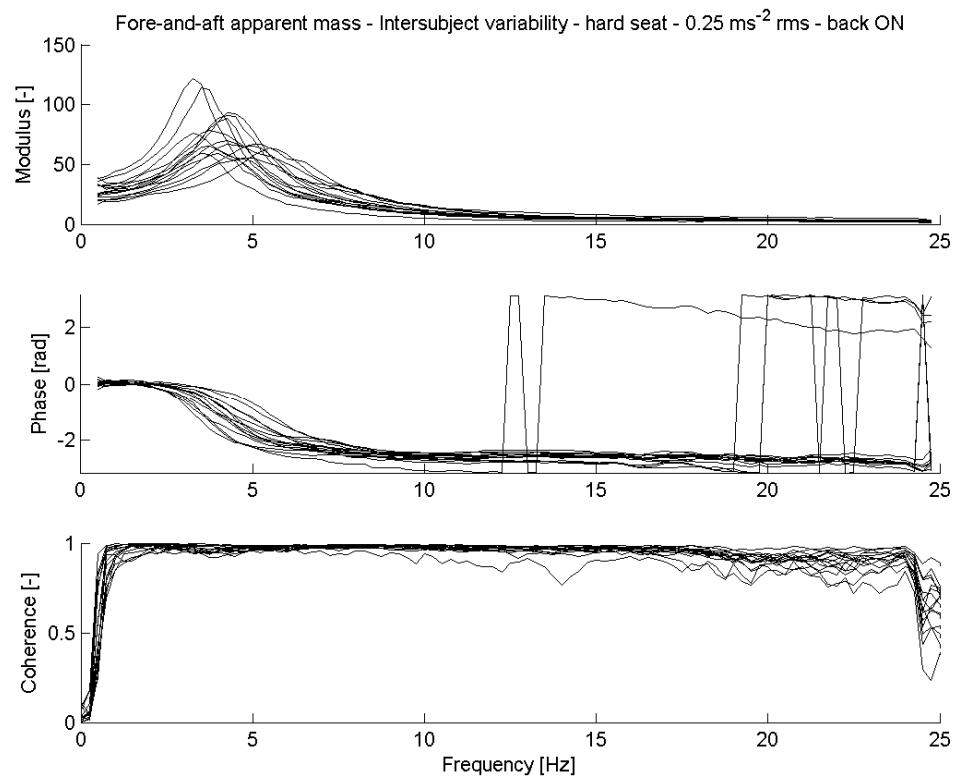 Fore-and-aft apparent mass - Intersubject variability - hard seat - 0.25 ms-2 rms - back ON
150
100
50
0
Modulus [-]
0 5 10 15 20 25
2
0
-2
Phase [rad]
0 5 10 15 20 25
1
0.5
0
Coherence [-]
0 5 10 15 20 25
Frequency [Hz]